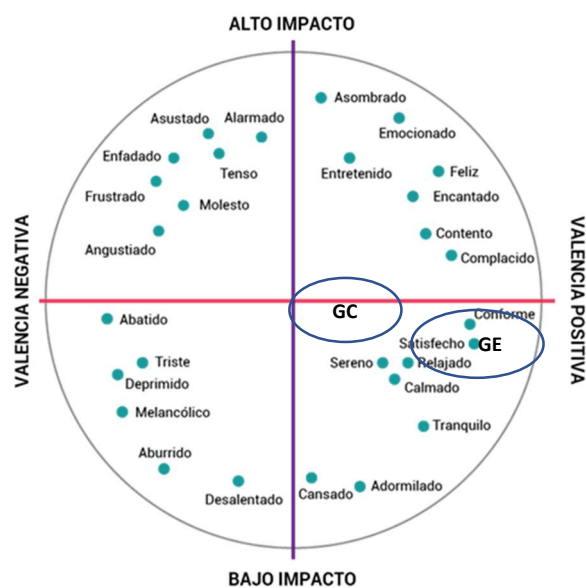 ALTO IMPACTO
Asombrado
Asustado
Alarmado
Emocionado
Enfadado
Tenso
Entretenido
Feliz
Frustrado
Molesto
Encantado
Angustiado
Contento
Complacido
VALENCIA NEGATIVA
VALENCIA POSITIVA
GC
Conforme
Abatido
Satisfecho
GE
Triste
Sereno
Relajado
Deprimido
Calmado
Melancólico
Tranquilo
Aburrido
Desalentado
Cansado
Adormilado
BAJO IMPACTO